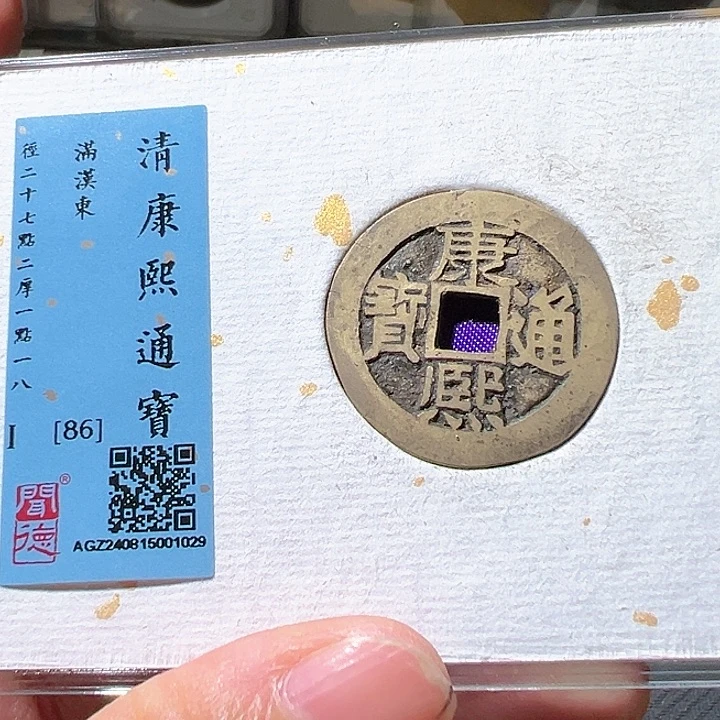 清康熙通寶
滿漢東
徑二十七點二厚一點一八
I [86]
聞德®
AGZ240815001029
康熙通寶